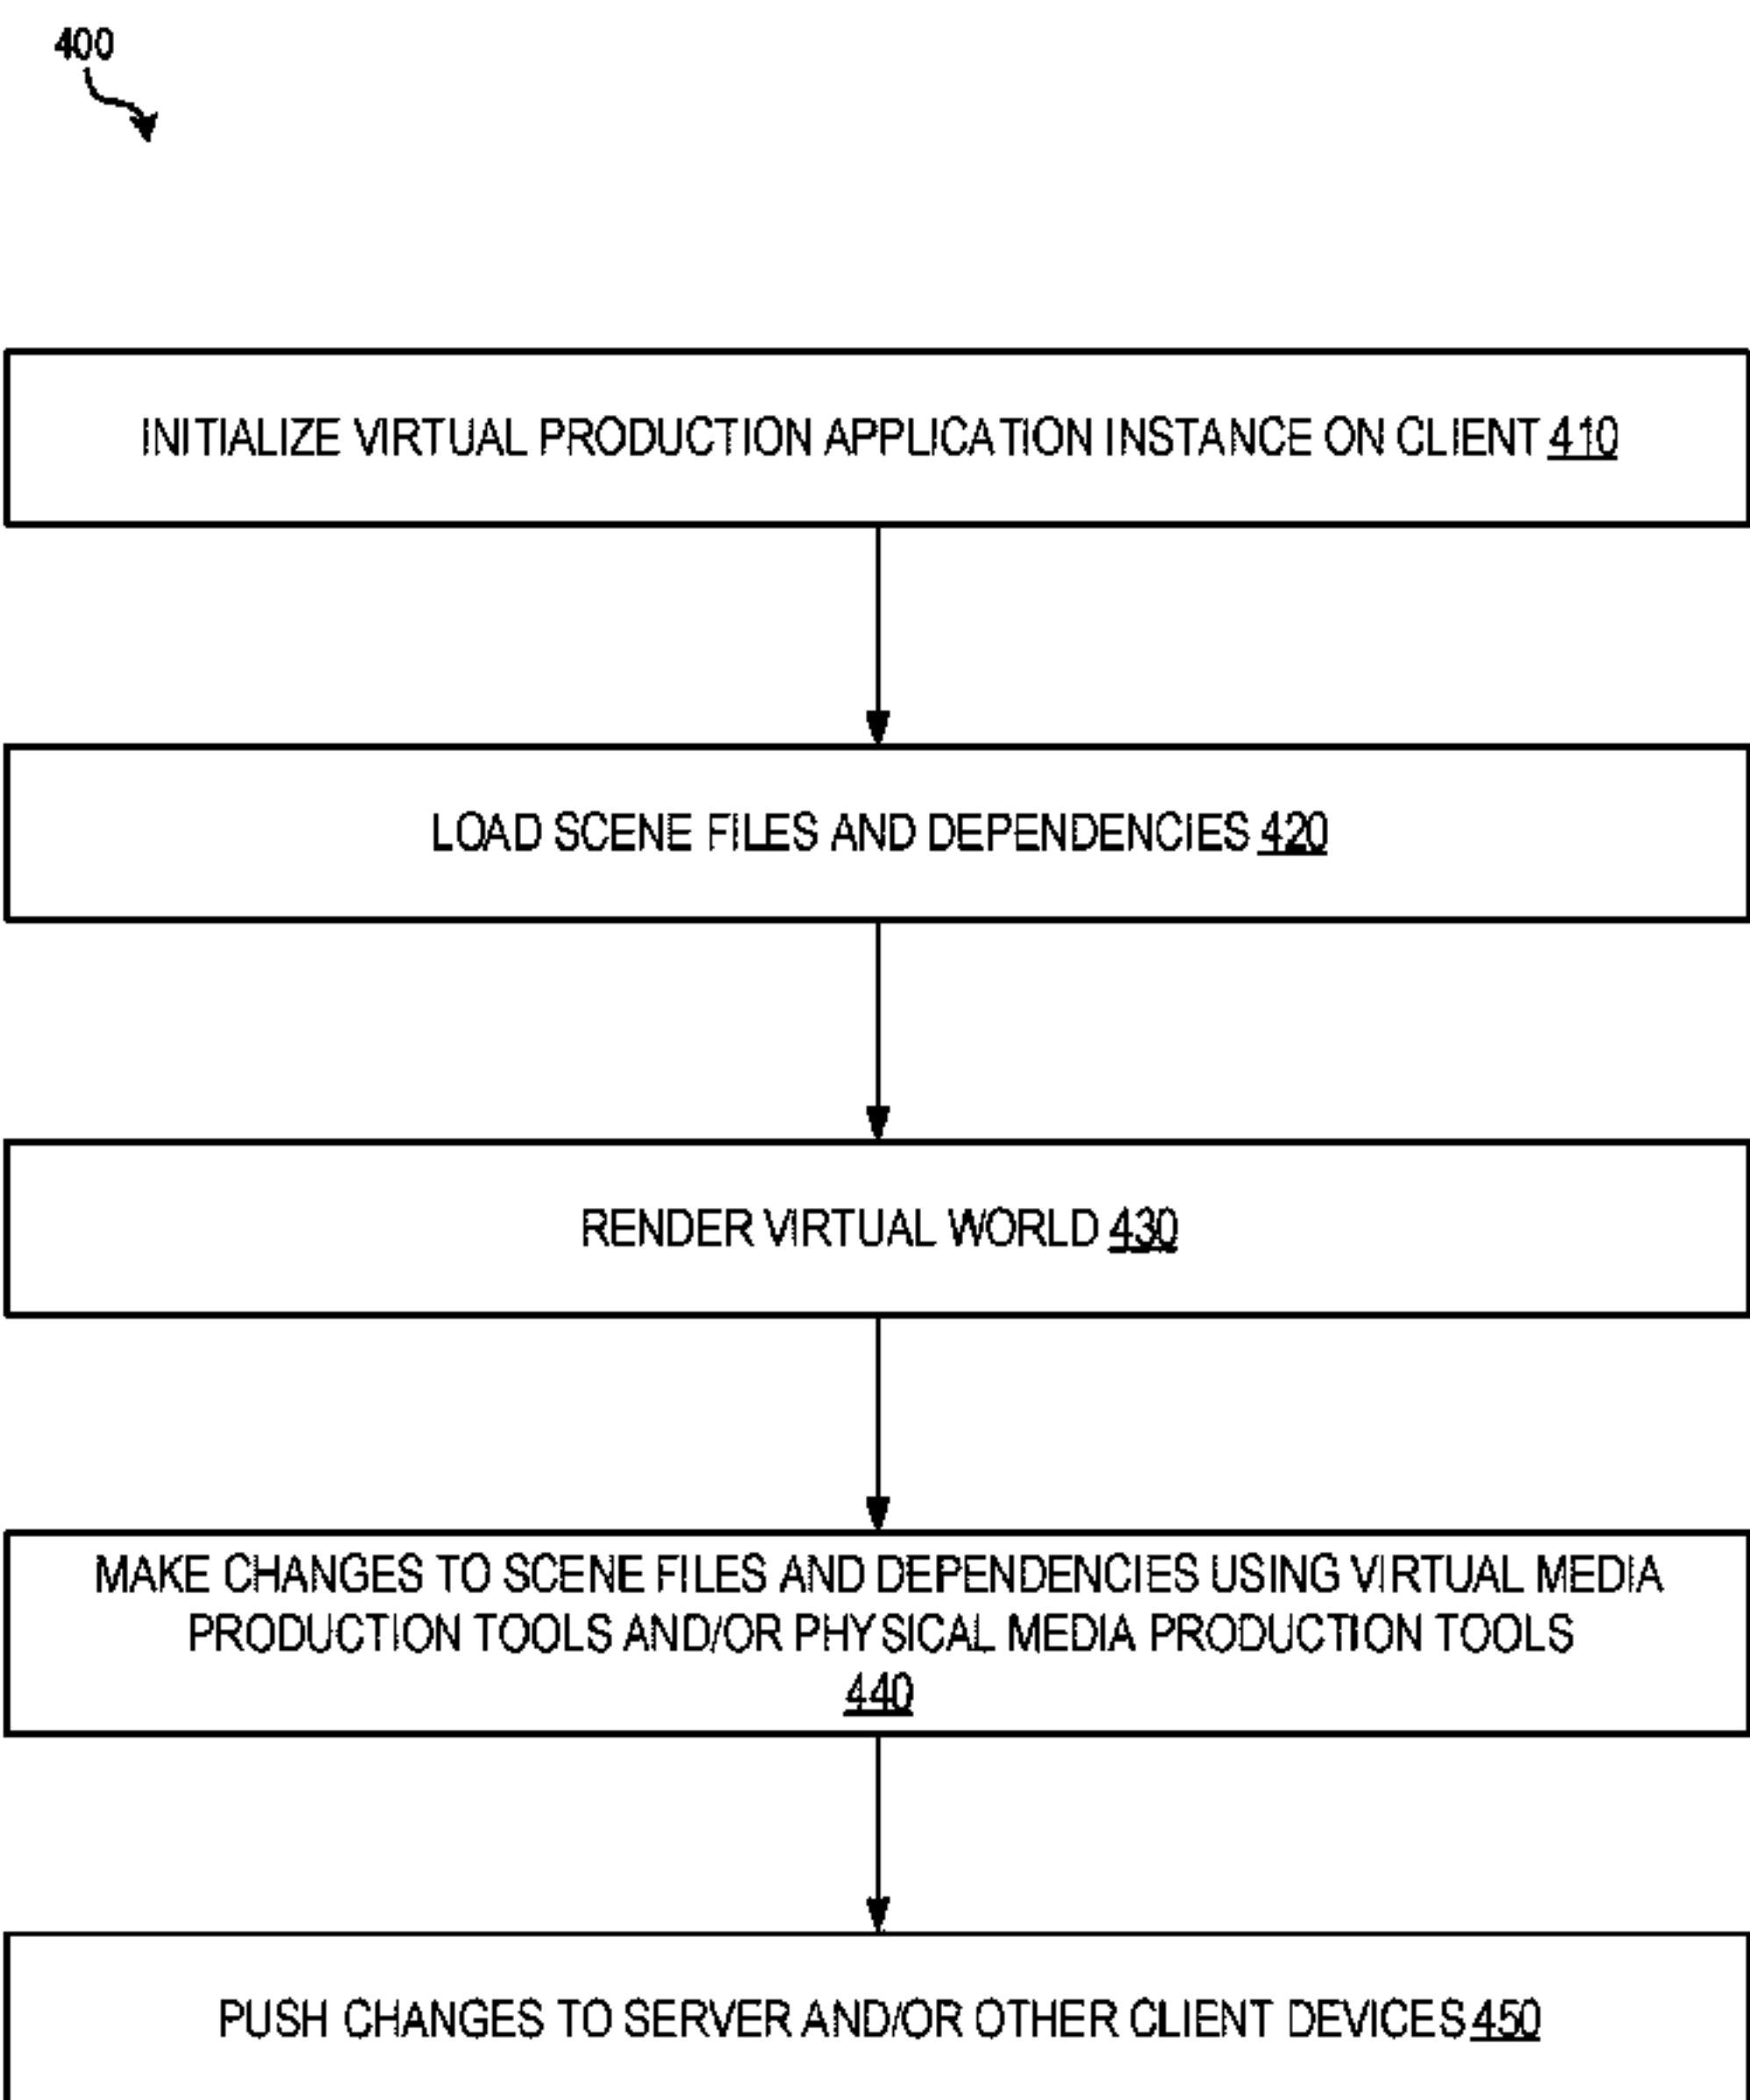 400
INITIALIZE VIRTUAL PRODUCTION APPLICATION INSTANCE ON CLIENT 410
LOAD SCENE FILES AND DEPENDENCIES 420
RENDER VIRTUAL WORLD 430
MAKE CHANGES TO SCENE FILES AND DEPENDENCIES USING VIRTUAL MEDIA
PRODUCTION TOOLS AND/OR PHYSICAL MEDIA PRODUCTION TOOLS
440
PUSH CHANGES TO SERVER AND/OR OTHER CLIENT DEVICES 450